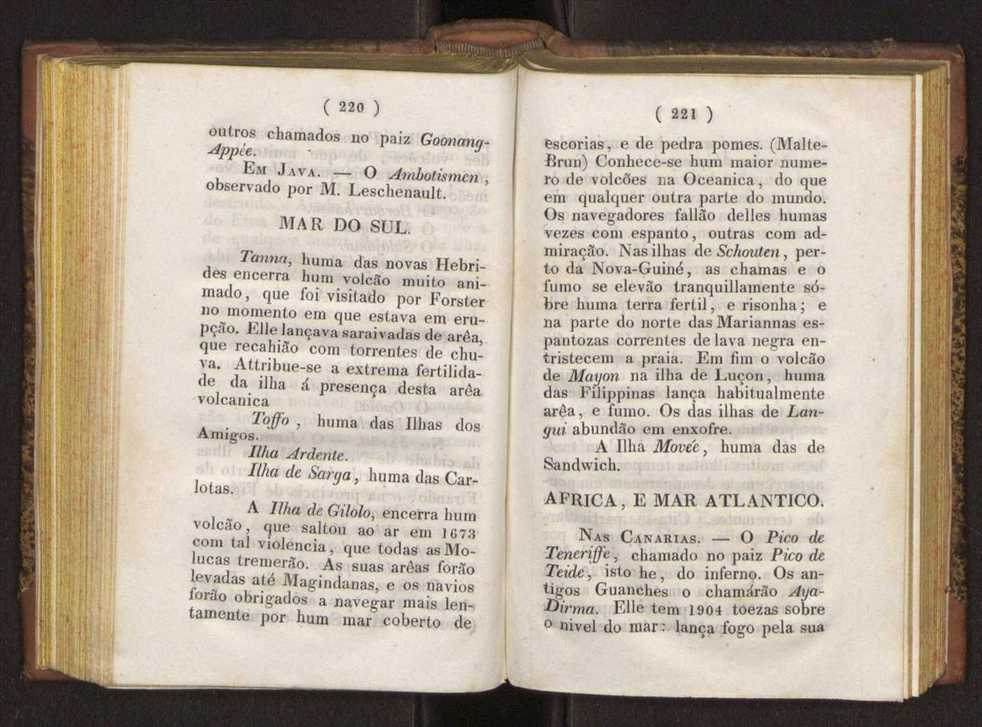 ( 220 )
outros chamados no paiz Goonang-
Appée.
EM JAVA. — O Ambotismen,
observado por M. Leschenault.
MAR DO SUL.
Tanna, huma das novas Hebri-
des encerra hum volcão muito ani-
mado, que foi visitado por Forster
no momento em que estava em eru-
pção. Elle lançava saraivadas de arêa,
que recahião com torrentes de chu-
va. Attribue-se a extrema fertilida-
de da ilha á presença desta arêa
volcanica
Toffo, huma das Ilhas dos
Amigos.
Ilha Ardente.
Ilha de Sarga, huma das Car-
lotas.
A Ilha de Gilolo, encerra hum
volcão, que saltou ao ar em 1673
com tal violencia, que todas as Mo-
lucas tremerão. As suas arêas forão
levadas até Magindanas, e os navios
forão obrigados a navegar mais len-
tamente por hum mar coberto de
( 221 )
escorias, e de pedra pomes. (Malte-
Brun) Conhece-se hum maior nume-
ro de volcões na Oceanica, do que
em qualquer outra parte do mundo.
Os navegadores fallão delles humas
vezes com espanto, outras com ad-
miração. Nas ilhas de Schouten, per-
to da Nova-Guiné, as chamas e o
fumo se elevão tranquillamente só-
bre huma terra fertil, e risonha; e
na parte do norte das Mariannas es-
pantozas correntes de lava negra en-
tristecem a praia. Em fim o volcão
de Mayon na ilha de Luçon, huma
das Filippinas lança habitualmente
arêa, e fumo. Os das ilhas de Lan-
gui abundão em enxofre.
A Ilha Movée, huma das de
Sandwich.
AFRICA, E MAR ATLANTICO.
NAS CANARIAS. — O Pico de
Teneriffe, chamado no paiz Pico de
Teide, isto he, do inferno. Os an-
tigos Guanches o chamárão Aya-
Dirma. Elle tem 1904 toezas sobre
o nivel do mar: lança fogo pela sua